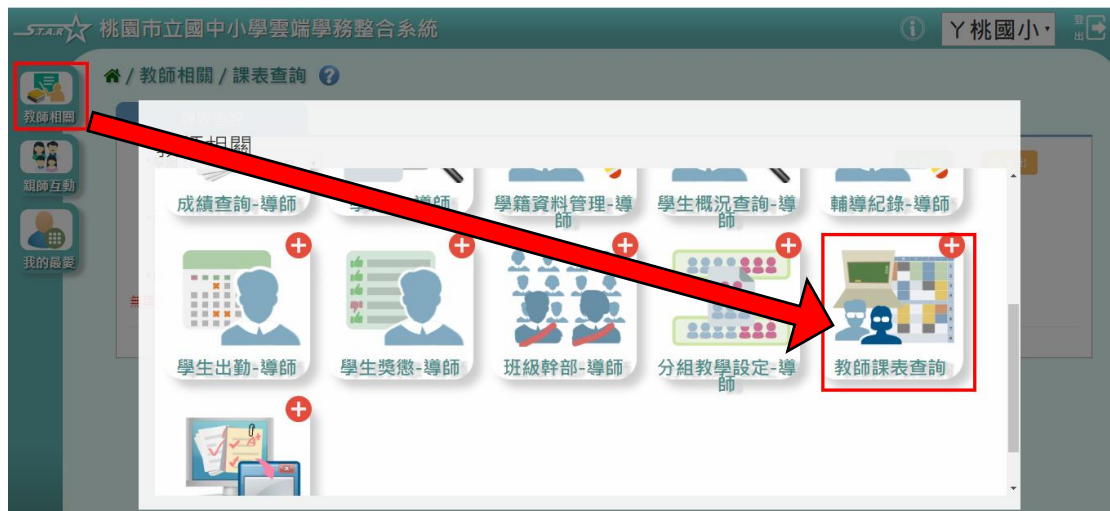 STAR 桃園市立國中小學雲端學務整合系統
ㄚ桃國小
登出
/ 教師相關 / 課表查詢
教師相關
親師互動
我的最愛
教師相關
成績查詢-導師
導師
學籍資料管理-導師
學生概況查詢-導師
輔導紀錄-導師
學生出勤-導師
學生獎懲-導師
班級幹部-導師
分組教學設定-導師
教師課表查詢